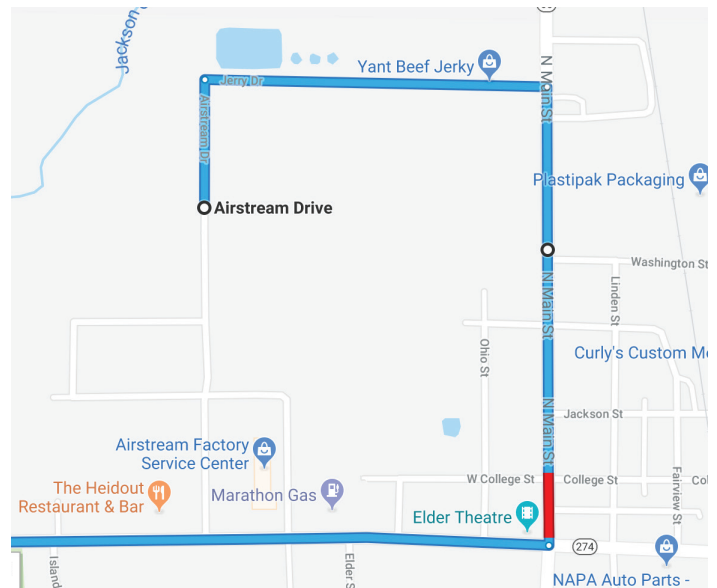 Jackson
Yant Beef Jerky
N Main St
Jerry Dr
Airstream Dr
Plastipak Packaging
Airstream Drive
Washington St
N Main St
Linden St
Ohio St
Curly's Custom Me
N Main St
Jackson St
Airstream Factory
Service Center
W College St
College St
Col
Fairview St
The Heidout
Restaurant & Bar
Marathon Gas
Elder Theatre
274
Island
Elder S
NAPA Auto Parts -